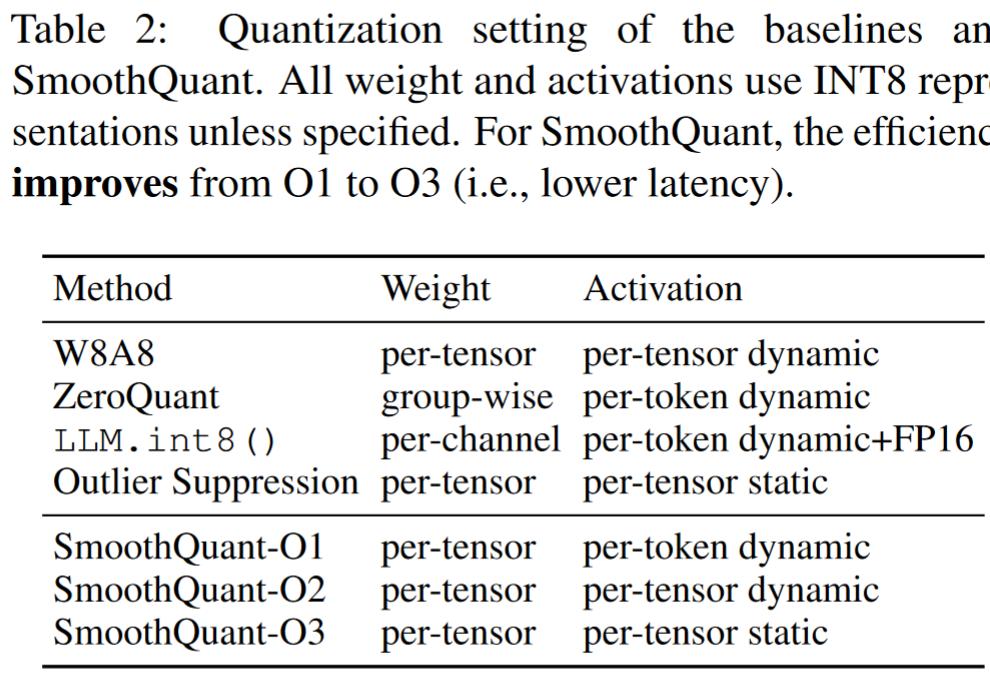 Table 2: Quantization setting of the baselines an
SmoothQuant. All weight and activations use INT8 repre
sentations unless specified. For SmoothQuant, the efficienc
improves from O1 to O3 (i.e., lower latency).
Method Weight Activation
W8A8 per-tensor per-tensor dynamic
ZeroQuant group-wise per-token dynamic
LLM.int8() per-channel per-token dynamic+FP16
Outlier Suppression per-tensor per-tensor static
SmoothQuant-O1 per-tensor per-token dynamic
SmoothQuant-O2 per-tensor per-tensor dynamic
SmoothQuant-O3 per-tensor per-tensor static